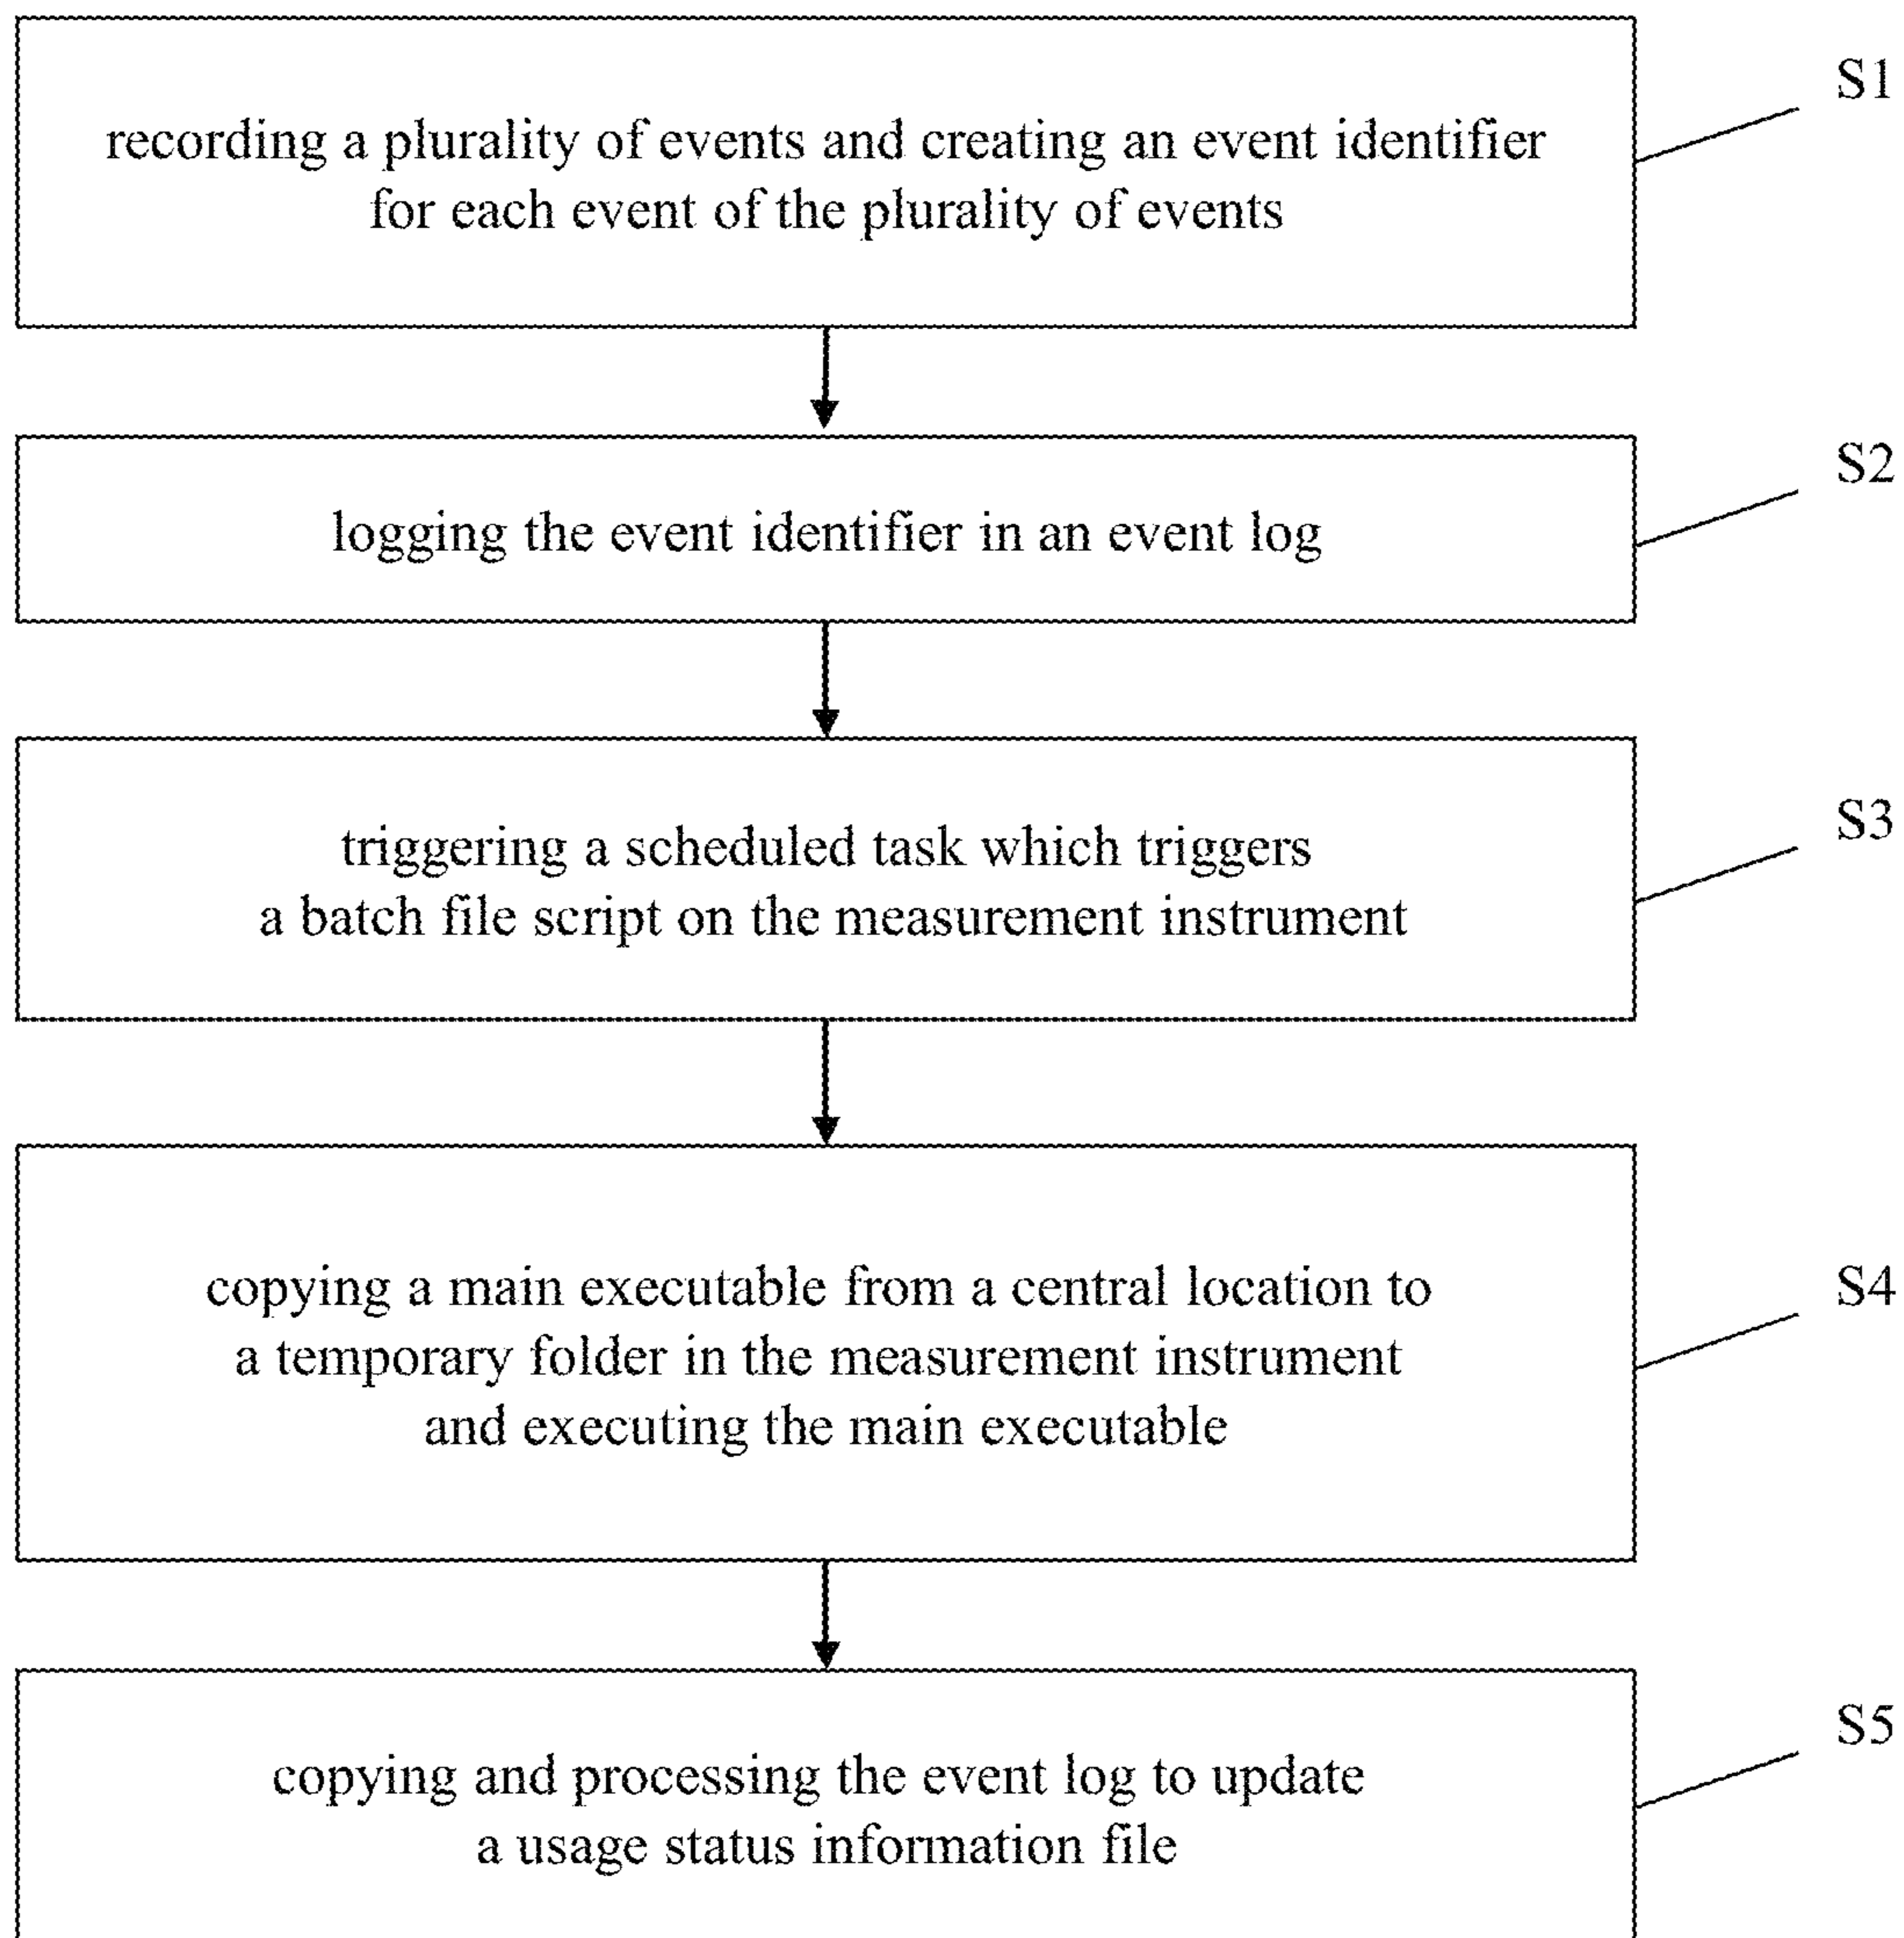 recording a plurality of events and creating an event identifier
for each event of the plurality of events
S1
logging the event identifier in an event log
S2
triggering a scheduled task which triggers
a batch file script on the measurement instrument
S3
copying a main executable from a central location to
a temporary folder in the measurement instrument
and executing the main executable
S4
copying and processing the event log to update
a usage status information file
S5